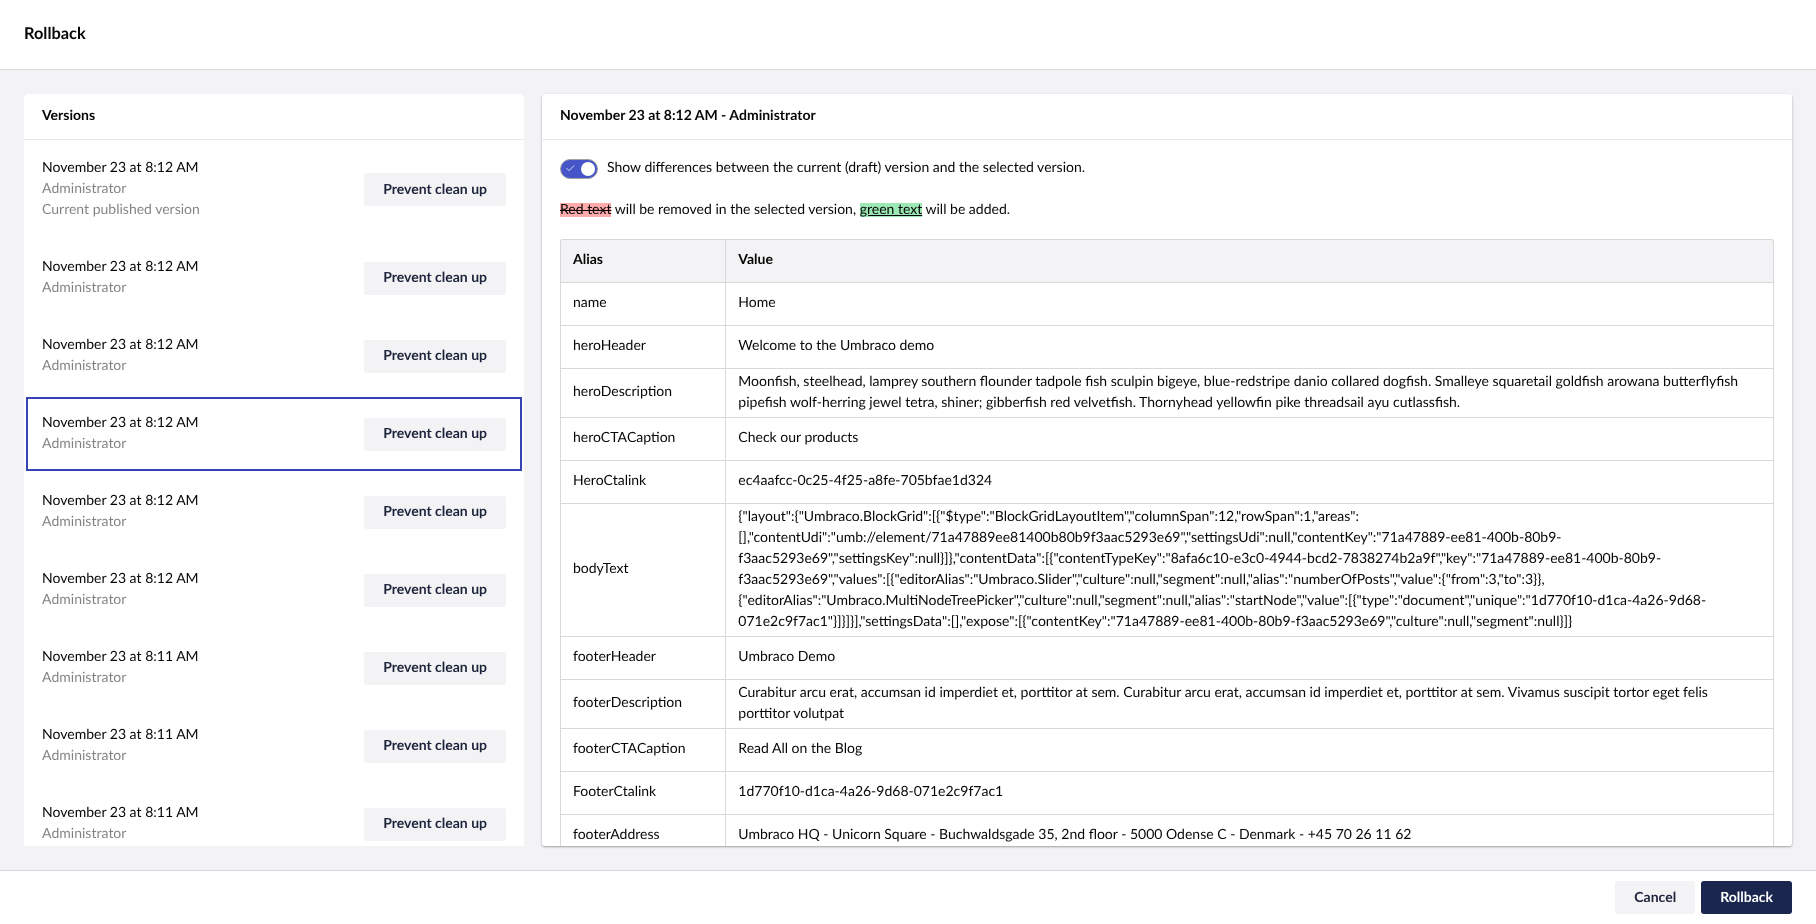 Rollback
Versions
November 23 at 8:12 AM
Administrator
Current published version
Prevent clean up
November 23 at 8:12 AM
Administrator
Prevent clean up
November 23 at 8:12 AM
Administrator
Prevent clean up
November 23 at 8:12 AM
Administrator
Prevent clean up
November 23 at 8:12 AM
Administrator
Prevent clean up
November 23 at 8:12 AM
Administrator
Prevent clean up
November 23 at 8:11 AM
Administrator
Prevent clean up
November 23 at 8:11 AM
Administrator
Prevent clean up
November 23 at 8:11 AM
Administrator
Prevent clean up
November 23 at 8:12 AM - Administrator
Show differences between the current (draft) version and the selected version.
Red text will be removed in the selected version, green text will be added.
Alias Value
name Home
heroHeader Welcome to the Umbraco demo
heroDescription
Moonfish, steelhead, lamprey southern flounder tadpole fish sculpin bigeye, blue-redstripe danio collared dogfish. Smalleye squaretail goldfish arowana butterflyfish
pipefish wolf-herring jewel tetra, shiner; gibberfish red velvetfish. Thornyhead yellowfin pike threadsail ayu cutlassfish.
heroCTACaption Check our products
HeroCtalink ec4aafcc-0c25-4f25-a8fe-705bfae1d324
bodyText
{"layout":{"Umbraco.BlockGrid":[{"$type":"BlockGridLayoutItem","columnSpan":12,"rowSpan":1,"areas":
[],"contentUdi":"umb://element/71a47889ee81400b80b9f3aac5293e69","settingsUdi":null,"contentKey":"71a47889-ee81-400b-80b9-
f3aac5293e69","settingsKey":null}]},"contentData":[{"contentTypeKey":"8afa6c10-e3c0-4944-bcd2-7838274b2a9f","key":"71a47889-ee81-400b-80b9-
f3aac5293e69","values":[{"editorAlias":"Umbraco.Slider","culture":null,"segment":null,"alias":"numberOfPosts","value":{"from":3,"to":3}},
{"editorAlias":"Umbraco.MultiNodeTreePicker","culture":null,"segment":null,"alias":"startNode","value":[{"type":"document","unique":"1d770f10-d1ca-4a26-9d68-
071e2c9f7ac1"}]}]}],"settingsData":[],"expose":[{"contentKey":"71a47889-ee81-400b-80b9-f3aac5293e69","culture":null,"segment":null}]}
footerHeader Umbraco Demo
footerDescription
Curabitur arcu erat, accumsan id imperdiet et, porttitor at sem. Curabitur arcu erat, accumsan id imperdiet et, porttitor at sem. Vivamus suscipit tortor eget felis
porttitor volutpat
footerCTACaption Read All on the Blog
FooterCtalink 1d770f10-d1ca-4a26-9d68-071e2c9f7ac1
footerAddress Umbraco HQ - Unicorn Square - Buchwaldsgade 35, 2nd floor - 5000 Odense C - Denmark - +45 70 26 11 62
Cancel Rollback